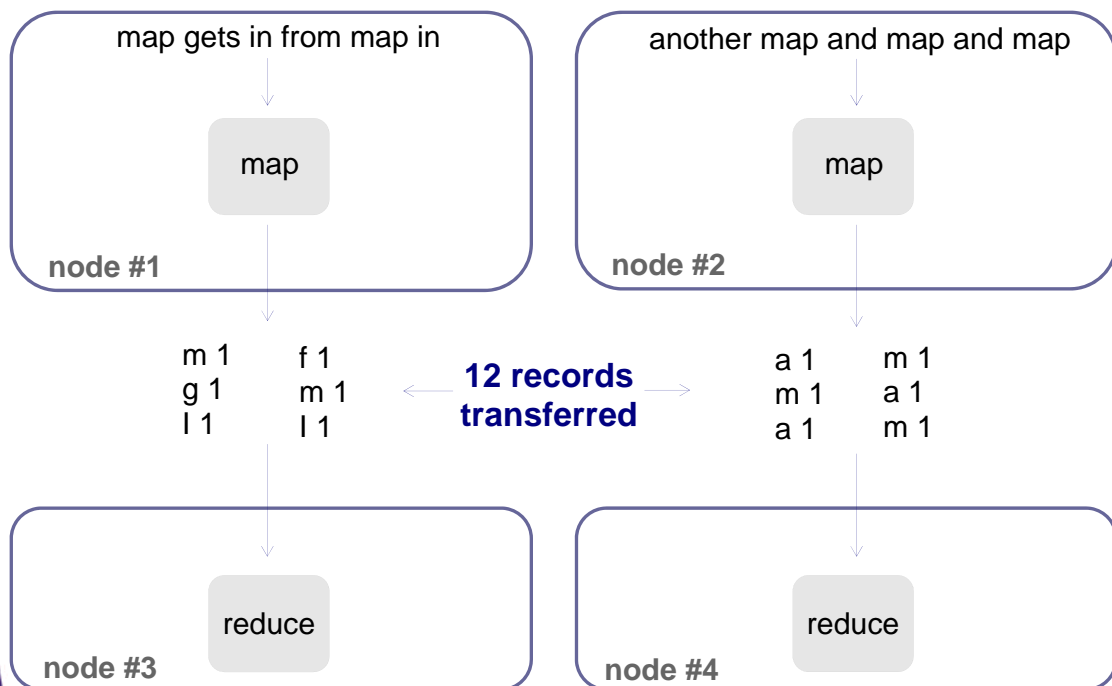 map gets in from map in
another map and map and map
map
map
node #1
node #2
m 1
g 1
I 1
f 1
m 1
I 1
12 records
transferred
a 1
m 1
a 1
m 1
a 1
m 1
reduce
reduce
node #3
node #4